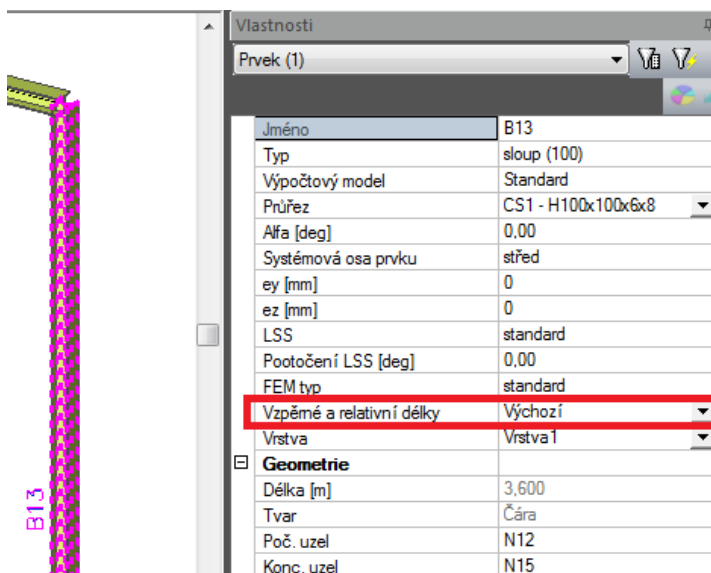 Vlastnosti
Prvek (1)
Jméno B13
Typ sloup (100)
Výpočtový model Standard
Průřez CS1 - H100x100x6x8
Alfa [deg] 0,00
Systémová osa prvku střed
ey [mm] 0
ez [mm] 0
LSS standard
Pootočení LSS [deg] 0,00
FEM typ standard
Vzpěrné a relativní délky Výchozí
Vrstva Vrstva1
Geometrie
Délka [m] 3,600
Tvar Čára
Poč. uzel N12
Konc. uzel N15
B13